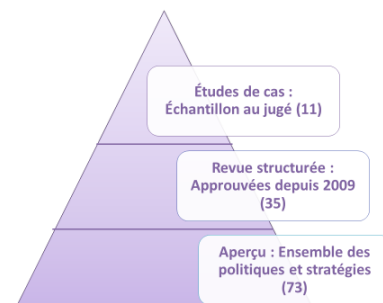 Études de cas :
Échantillon au jugé (11)
Revue structurée :
Approuvées depuis 2009
(35)
Aperçu : Ensemble des
politiques et stratégies
(73)